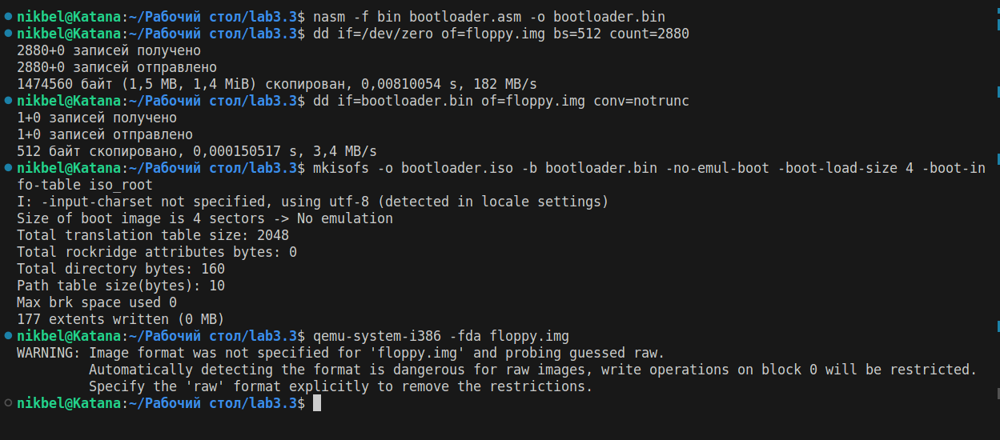 nikbel@Katana:~/Рабочий стол/lab3.3$ nasm -f bin bootloader.asm -o bootloader.bin
nikbel@Katana:~/Рабочий стол/lab3.3$ dd if=/dev/zero of=floppy.img bs=512 count=2880
2880+0 записей получено
2880+0 записей отправлено
1474560 байт (1,5 MB, 1,4 MiB) скопирован, 0,00810054 s, 182 MB/s
nikbel@Katana:~/Рабочий стол/lab3.3$ dd if=bootloader.bin of=floppy.img conv=notrunc
1+0 записей получено
1+0 записей отправлено
512 байт скопировано, 0,000150517 s, 3,4 MB/s
nikbel@Katana:~/Рабочий стол/lab3.3$ mkisofs -o bootloader.iso -b bootloader.bin -no-emul-boot -boot-load-size 4 -boot-in
fo-table iso_root
I: -input-charset not specified, using utf-8 (detected in locale settings)
Size of boot image is 4 sectors -> No emulation
Total translation table size: 2048
Total rockridge attributes bytes: 0
Total directory bytes: 160
Path table size(bytes): 10
Max brk space used 0
177 extents written (0 MB)
nikbel@Katana:~/Рабочий стол/lab3.3$ qemu-system-i386 -fda floppy.img
WARNING: Image format was not specified for 'floppy.img' and probing guessed raw.
Automatically detecting the format is dangerous for raw images, write operations on block 0 will be restricted.
Specify the 'raw' format explicitly to remove the restrictions.
nikbel@Katana:~/Рабочий стол/lab3.3$